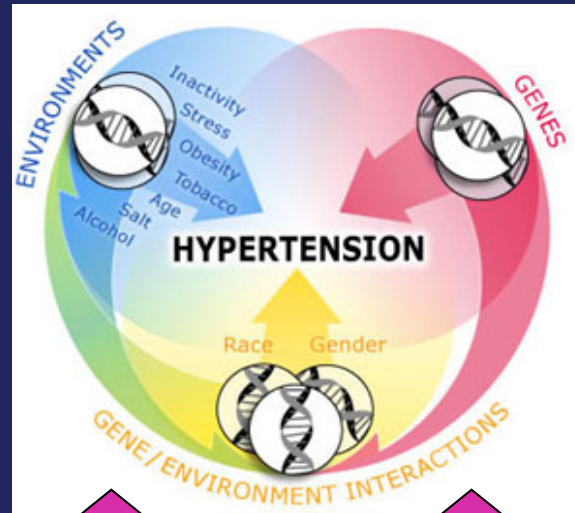 ENVIRONMENTS
GENES
Inactivity
Stress
Obesity
Tobacco
Age
Salt
Alcohol
HYPERTENSION
Race Gender
GENE/ENVIRONMENT INTERACTIONS